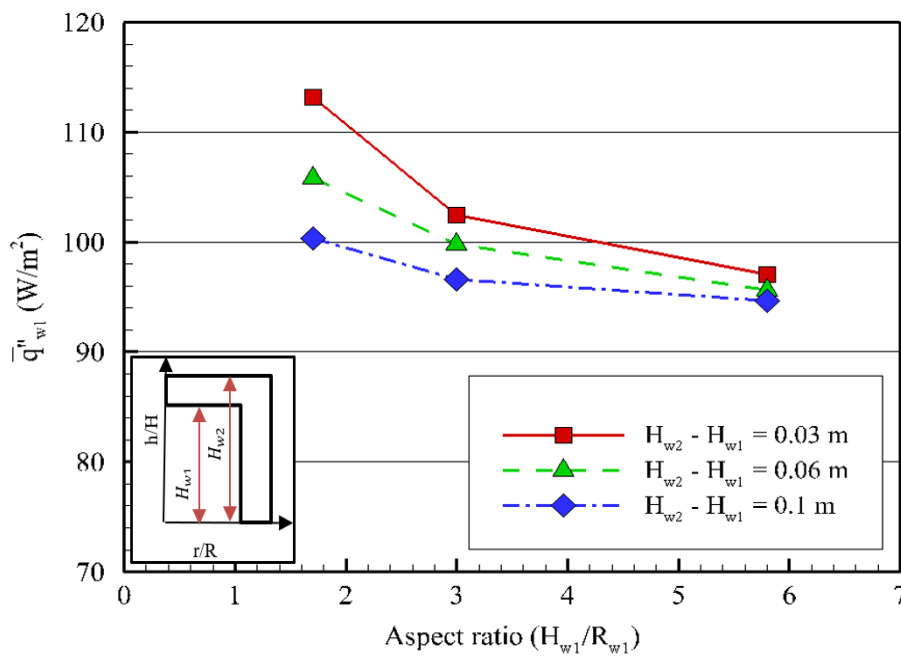 120
110
100
90
80
70
q̅"w1 (W/m²)
0 1 2 3 4 5 6 7
Aspect ratio (Hw1/Rw1)
h/H
Hw1
Hw2
r/R
Hw2 - Hw1 = 0.03 m
Hw2 - Hw1 = 0.06 m
Hw2 - Hw1 = 0.1 m